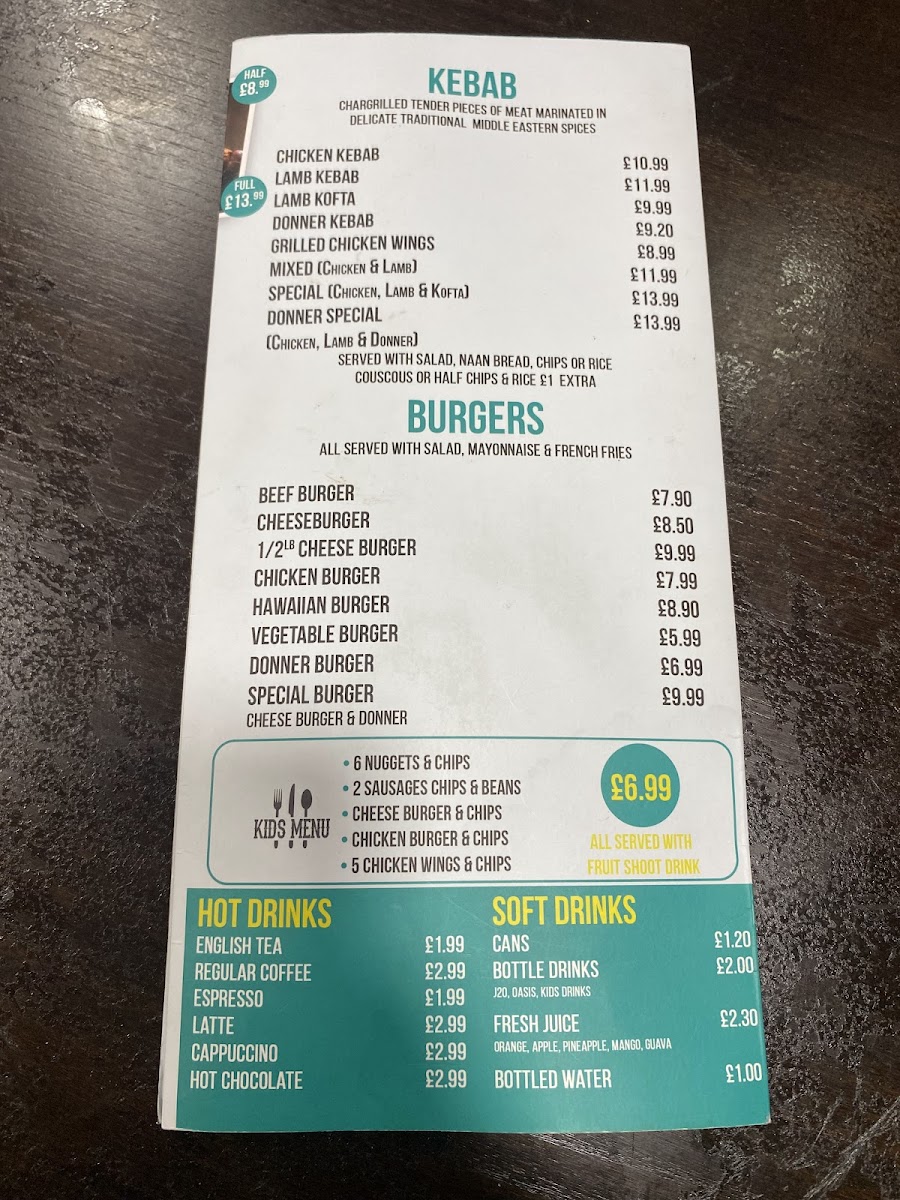 HALF
£8.99
FULL
£13.99
KEBAB
CHARGRILLED TENDER PIECES OF MEAT MARINATED IN
DELICATE TRADITIONAL MIDDLE EASTERN SPICES
CHICKEN KEBAB £10.99
LAMB KEBAB £11.99
LAMB KOFTA £9.99
DONNER KEBAB £9.20
GRILLED CHICKEN WINGS £8.99
MIXED (CHICKEN & LAMB) £11.99
SPECIAL (CHICKEN, LAMB & KOFTA) £13.99
DONNER SPECIAL £13.99
(CHICKEN, LAMB & DONNER)
SERVED WITH SALAD, NAAN BREAD, CHIPS OR RICE
COUSCOUS OR HALF CHIPS & RICE £1 EXTRA
BURGERS
ALL SERVED WITH SALAD, MAYONNAISE & FRENCH FRIES
BEEF BURGER £7.90
CHEESEBURGER £8.50
1/2LB CHEESE BURGER £9.99
CHICKEN BURGER £7.99
HAWAIIAN BURGER £8.90
VEGETABLE BURGER £5.99
DONNER BURGER £6.99
SPECIAL BURGER £9.99
CHEESE BURGER & DONNER
KIDS MENU
• 6 NUGGETS & CHIPS
• 2 SAUSAGES CHIPS & BEANS
• CHEESE BURGER & CHIPS
• CHICKEN BURGER & CHIPS
• 5 CHICKEN WINGS & CHIPS
£6.99
ALL SERVED WITH
FRUIT SHOOT DRINK
HOT DRINKS
ENGLISH TEA £1.99
REGULAR COFFEE £2.99
ESPRESSO £1.99
LATTE £2.99
CAPPUCCINO £2.99
HOT CHOCOLATE £2.99
SOFT DRINKS
CANS £1.20
BOTTLE DRINKS £2.00
J2O, OASIS, KIDS DRINKS
FRESH JUICE £2.30
ORANGE, APPLE, PINEAPPLE, MANGO, GUAVA
BOTTLED WATER £1.00